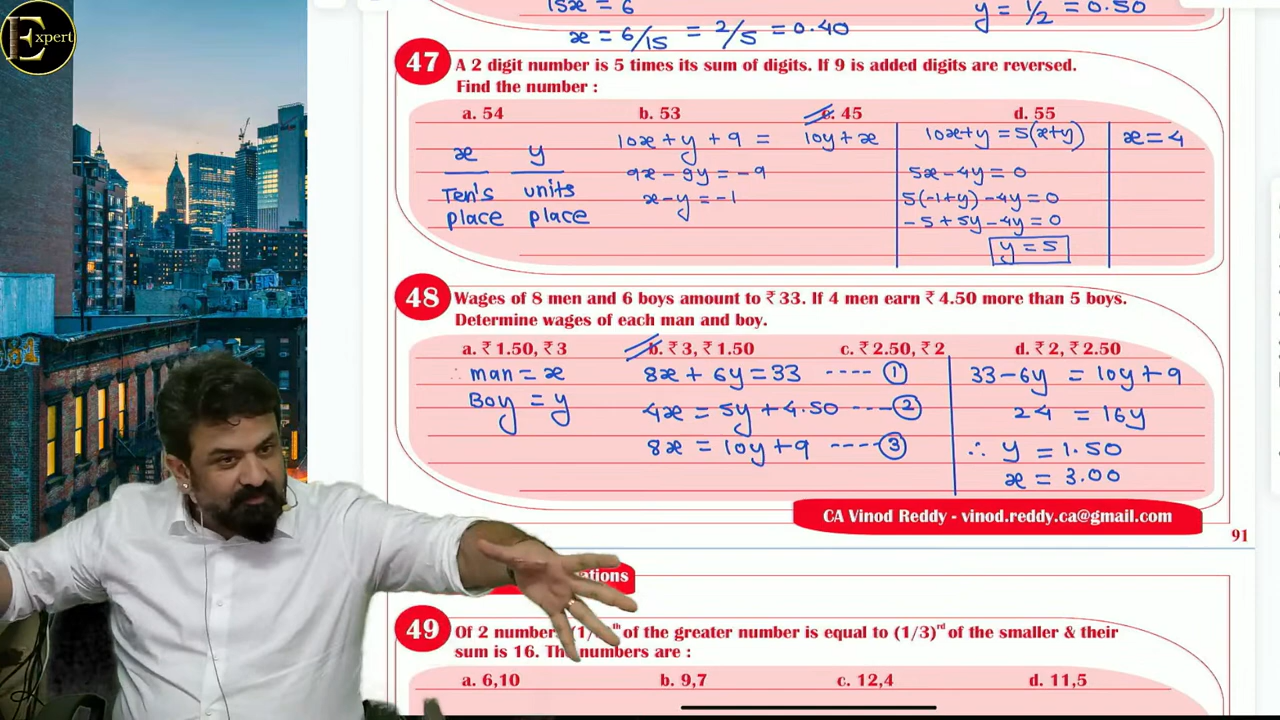 Expert
15x = 6
x = 6/15 = 2/5 = 0.40
y = 1/2 = 0.50
47
A 2 digit number is 5 times its sum of digits. If 9 is added digits are reversed.
Find the number :
a. 54 b. 53 c. 45 d. 55
x y
Ten's units
place place
10x + y + 9 = 10y + x
9x - 9y = -9
x - y = -1
10x + y = 5(x+y)
5x - 4y = 0
5(-1+y) - 4y = 0
-5 + 5y - 4y = 0
y = 5
x = 4
48
Wages of 8 men and 6 boys amount to ₹ 33. If 4 men earn ₹ 4.50 more than 5 boys.
Determine wages of each man and boy.
a. ₹ 1.50, ₹ 3 b. ₹ 3, ₹ 1.50 c. ₹ 2.50, ₹ 2 d. ₹ 2, ₹ 2.50
∴ man = x
Boy = y
8x + 6y = 33 ---- ①
4x = 5y + 4.50 --- ②
8x = 10y + 9 ---- ③
33 - 6y = 10y + 9
24 = 16y
∴ y = 1.50
x = 3.00
CA Vinod Reddy - vinod.reddy.ca@gmail.com
91
49
Of 2 number (1/ th of the greater number is equal to (1/3)rd of the smaller & their
sum is 16. The numbers are :
a. 6,10 b. 9,7 c. 12,4 d. 11,5